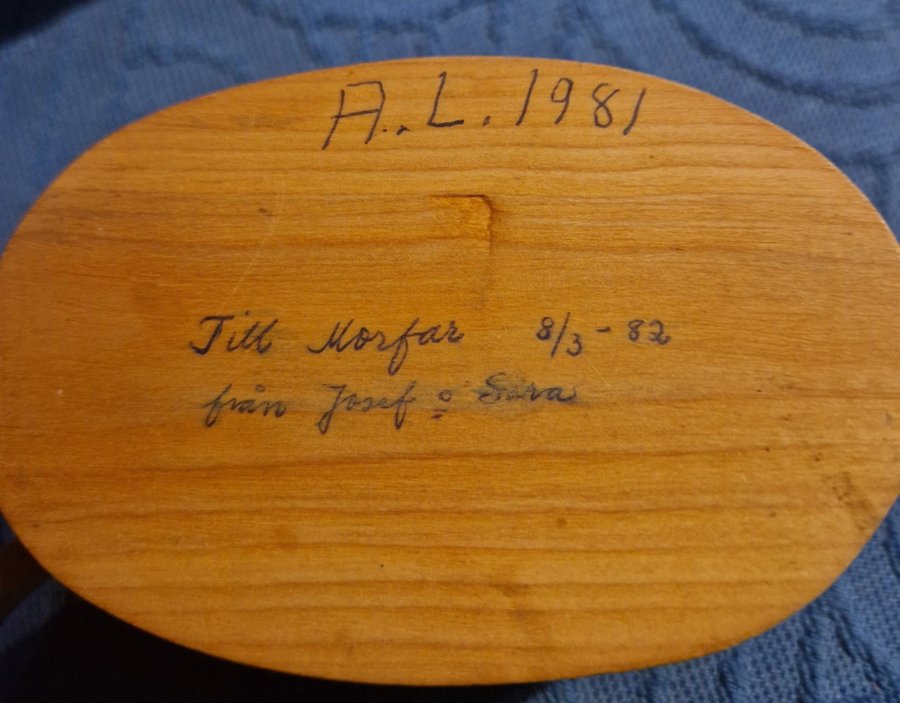 A.L. 1981
Till Morfar 8/3-82
från Josef o Sara